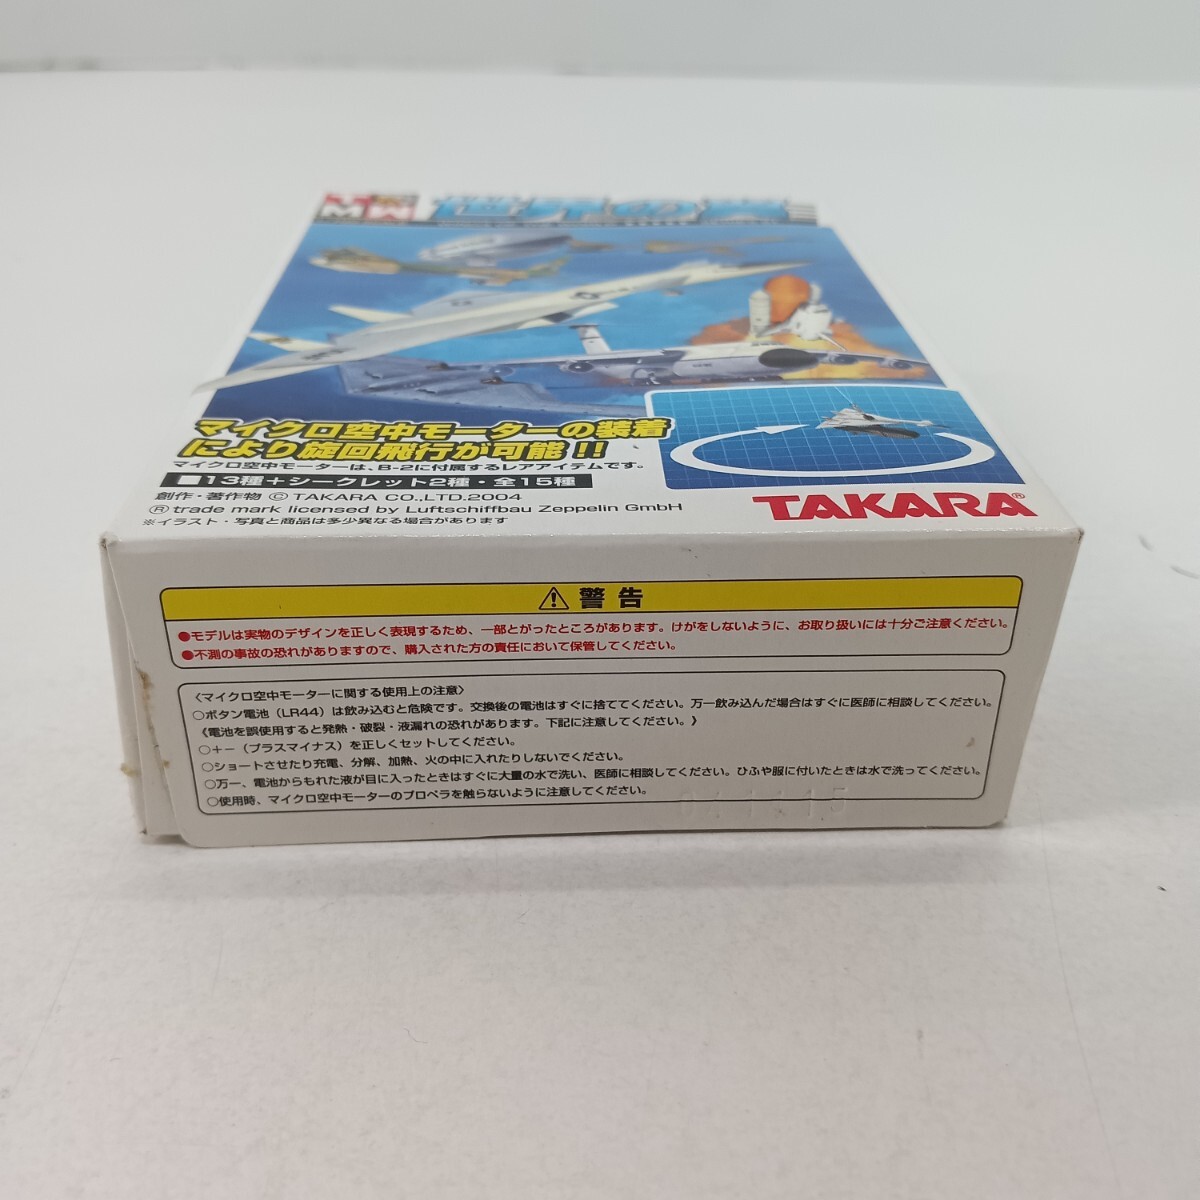 TMW 世界の翼
マイクロ空中モーターの装着
により旋回飛行が可能!!
マイクロ空中モーターは、B-2に付属するレアアイテムです。
■13種+シークレット2種・全15種
創作・著作物 © TAKARA CO.,LTD.2004
® trade mark licensed by Luftschiffbau Zeppelin GmbH
※イラスト・写真と商品は多少異なる場合があります
TAKARA®
⚠警告
●モデルは実物のデザインを正しく表現するため、一部とがったところがあります。けがをしないように、お取り扱いには十分ご注意ください。
●不測の事故の恐れがありますので、購入された方の責任において保管してください。
〈マイクロ空中モーターに関する使用上の注意〉
○ボタン電池(LR44)は飲み込むと危険です。交換後の電池はすぐに捨ててください。万一飲み込んだ場合はすぐに医師に相談してください。
《電池を誤使用すると発熱・破裂・液漏れの恐れがあります。下記に注意してください。》
○+−(プラスマイナス)を正しくセットしてください。
○ショートさせたり充電、分解、加熱、火の中に入れたりしないでください。
○万一、電池からもれた液が目に入ったときはすぐに大量の水で洗い、医師に相談してください。ひふや服に付いたときは水で洗ってください。
○使用時、マイクロ空中モーターのプロペラを触らないように注意してください。